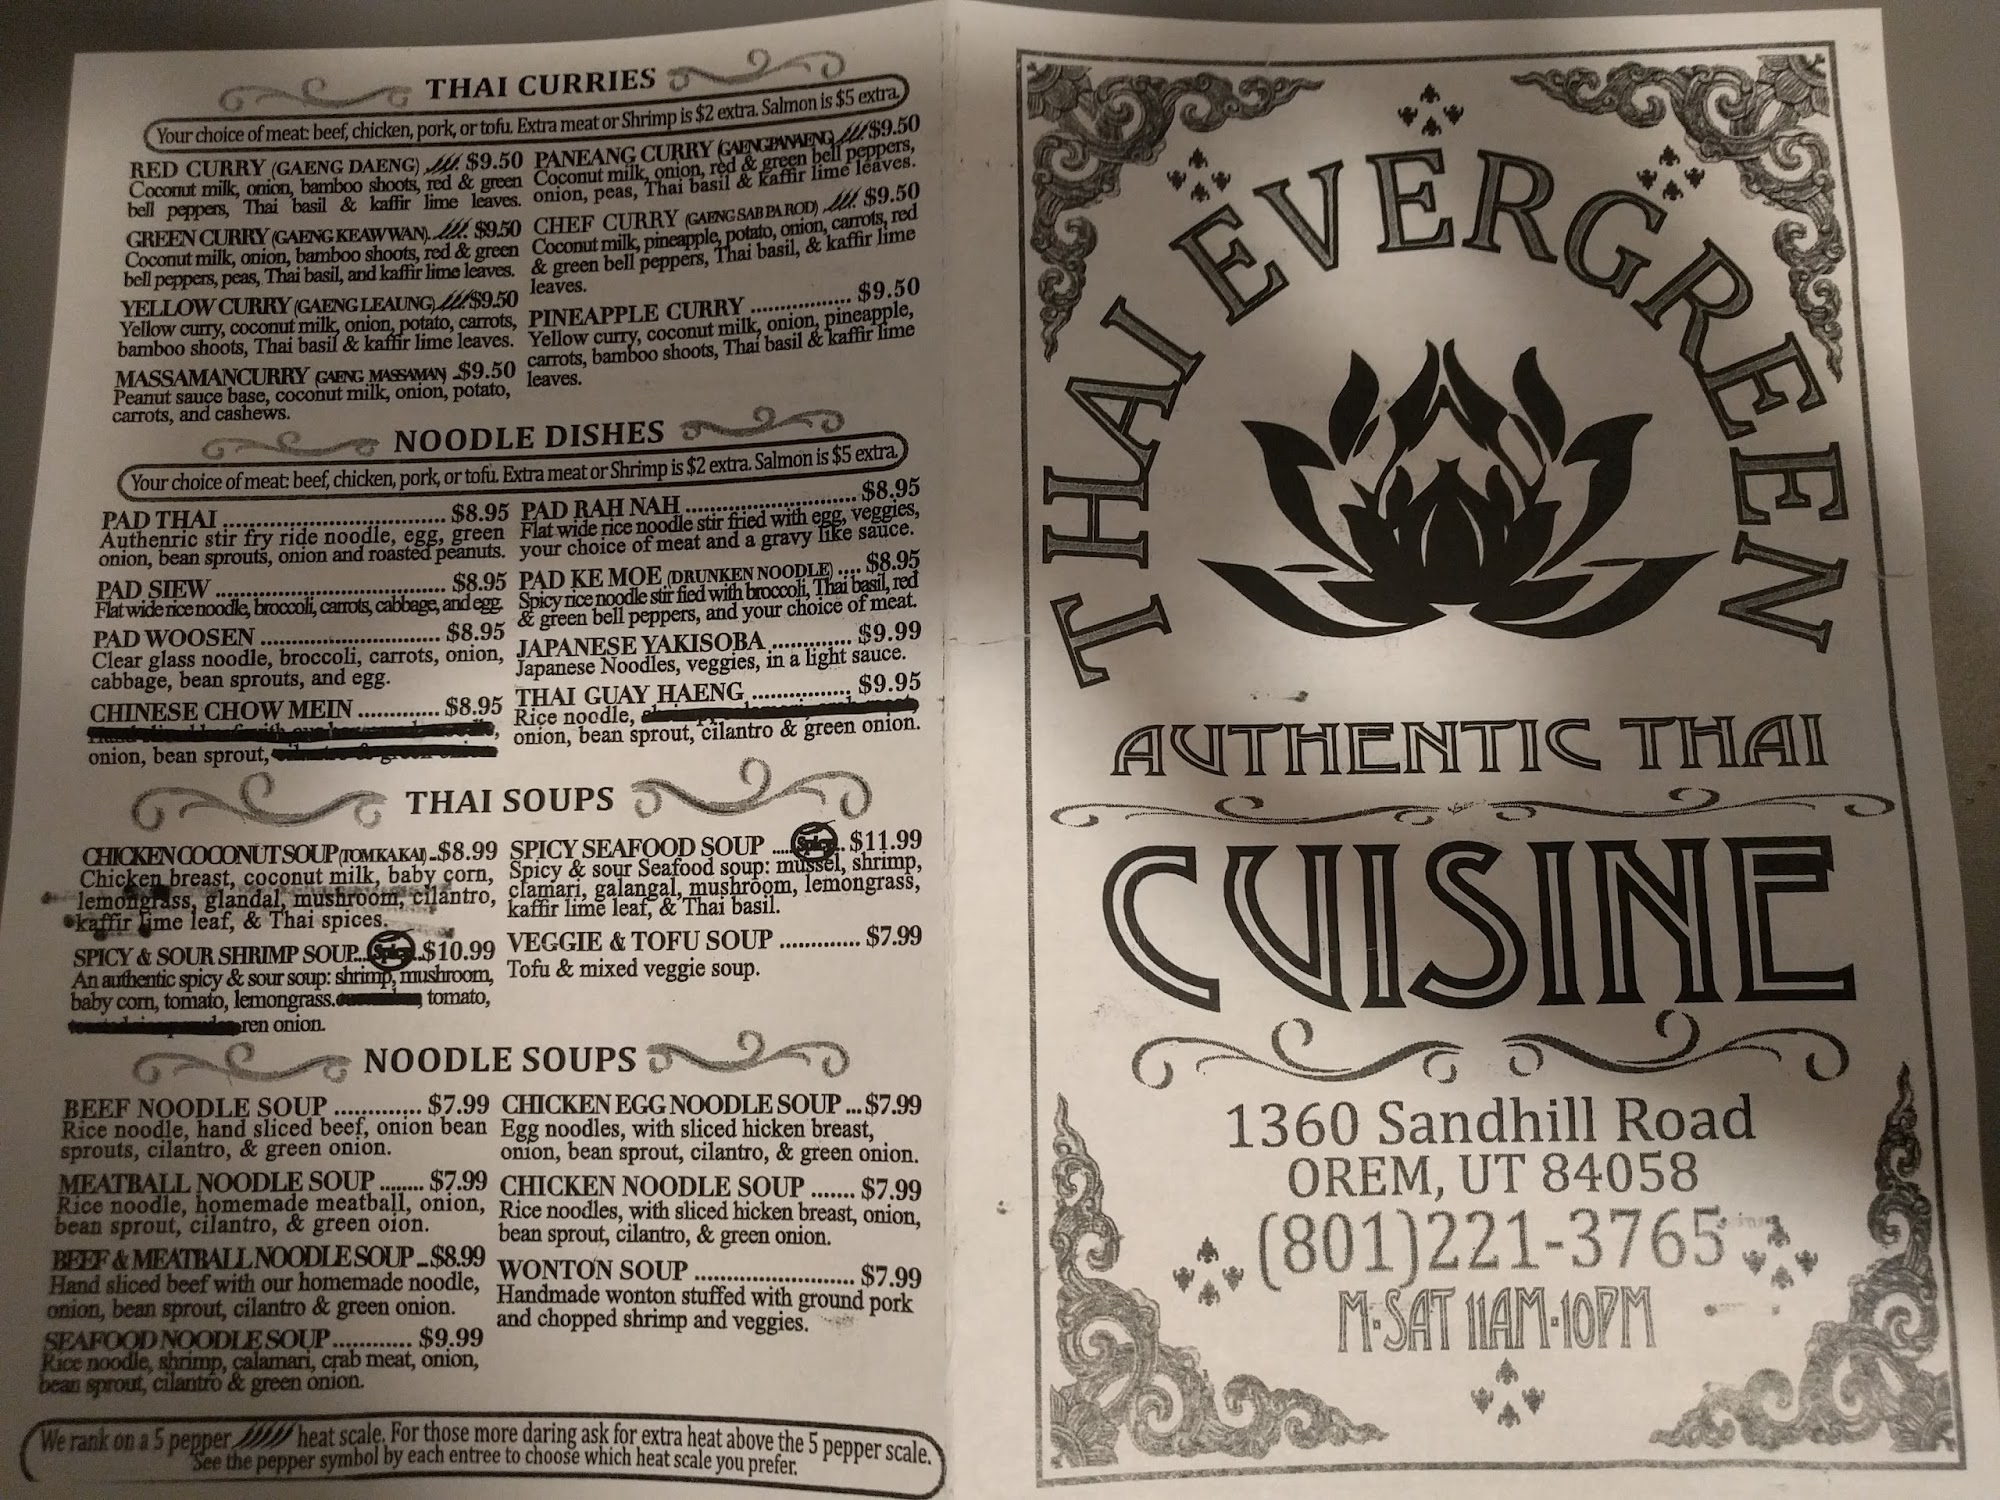 THAI CURRIES
Your choice of meat: beef, chicken, pork, or tofu. Extra meat or Shrimp is $2 extra. Salmon is $5 extra.
RED CURRY (GAENG DAENG) $9.50
Coconut milk, onion, bamboo shoots, red & green
bell peppers, Thai basil & kaffir lime leaves.
GREEN CURRY (GAENG KEAW WAN). $9.50
Coconut milk, onion, bamboo shoots, red & green
bell peppers, peas, Thai basil, and kaffir lime leaves.
YELLOW CURRY (GAENG LEAUNG) $9.50
Yellow curry, coconut milk, onion, potato, carrots,
bamboo shoots, Thai basil & kaffir lime leaves.
MASSAMANCURRY (GAENG MASSAMAN) ..$9.50
Peanut sauce base, coconut milk, onion, potato,
carrots, and cashews.
PANEANG CURRY (GAENGPANAENG) $9.50
Coconut milk, onion, red & green bell peppers,
onion, peas, Thai basil & kaffir lime leaves.
CHEF CURRY (GAENG SAB PA ROD) $9.50
Coconut milk, pineapple, potato, onion, carrots, red
& green bell peppers, Thai basil, & kaffir lime
leaves.
PINEAPPLE CURRY ................ $9.50
Yellow curry, coconut milk, onion, pineapple,
carrots, bamboo shoots, Thai basil & kaffir lime
leaves.
NOODLE DISHES
Your choice of meat: beef, chicken, pork, or tofu. Extra meat or Shrimp is $2 extra. Salmon is $5 extra.
PAD THAI ................................... $8.95
Authenric stir fry ride noodle, egg, green
onion, bean sprouts, onion and roasted peanuts.
PAD SIEW .................................... $8.95
Flat wide rice noodle, broccoli, carrots, cabbage, and egg.
PAD WOOSEN ............................ $8.95
Clear glass noodle, broccoli, carrots, onion,
cabbage, bean sprouts, and egg.
CHINESE CHOW MEIN ............. $8.95
onion, bean sprout,
PAD RAH NAH ........................... $8.95
Flat wide rice noodle stir fried with egg, veggies,
your choice of meat and a gravy like sauce.
PAD KE MOE (DRUNKEN NOODLE) .... $8.95
Spicy rice noodle stir fied with broccoli, Thai basil, red
& green bell peppers, and your choice of meat.
JAPANESE YAKISOBA ............. $9.99
Japanese Noodles, veggies, in a light sauce.
THAI GUAY HAENG ................ $9.95
Rice noodle,
onion, bean sprout, cilantro & green onion.
THAI SOUPS
CHICKEN COCONUT SOUP (TOM KA KAI) ..$8.99
Chicken breast, coconut milk, baby corn,
lemongrass, glandal, mushroom, cilantro,
kaffir lime leaf, & Thai spices.
SPICY & SOUR SHRIMP SOUP... Spicy ..$10.99
An authentic spicy & sour soup: shrimp, mushroom,
baby corn, tomato, lemongrass. tomato,
ren onion.
SPICY SEAFOOD SOUP ..... Spicy .. $11.99
Spicy & sour Seafood soup: mussel, shrimp,
clamari, galangal, mushroom, lemongrass,
kaffir lime leaf, & Thai basil.
VEGGIE & TOFU SOUP ............. $7.99
Tofu & mixed veggie soup.
NOODLE SOUPS
BEEF NOODLE SOUP ............. $7.99
Rice noodle, hand sliced beef, onion bean
sprouts, cilantro, & green onion.
MEATBALL NOODLE SOUP ........ $7.99
Rice noodle, homemade meatball, onion,
bean sprout, cilantro, & green oion.
BEEF & MEATBALL NOODLE SOUP ..$8.99
Hand sliced beef with our homemade noodle,
onion, bean sprout, cilantro & green onion.
SEAFOOD NOODLE SOUP ............ $9.99
Rice noodle, shrimp, calamari, crab meat, onion,
bean sprout, cilantro & green onion.
CHICKEN EGG NOODLE SOUP ... $7.99
Egg noodles, with sliced hicken breast,
onion, bean sprout, cilantro, & green onion.
CHICKEN NOODLE SOUP ....... $7.99
Rice noodles, with sliced hicken breast, onion,
bean sprout, cilantro, & green onion.
WONTON SOUP ......................... $7.99
Handmade wonton stuffed with ground pork
and chopped shrimp and veggies.
We rank on a 5 pepper heat scale. For those more daring ask for extra heat above the 5 pepper scale.
See the pepper symbol by each entree to choose which heat scale you prefer.
THAI EVERGREEN
AUTHENTIC THAI
CUISINE
1360 Sandhill Road
OREM, UT 84058
(801)221-3765
M-SAT 11AM-10PM